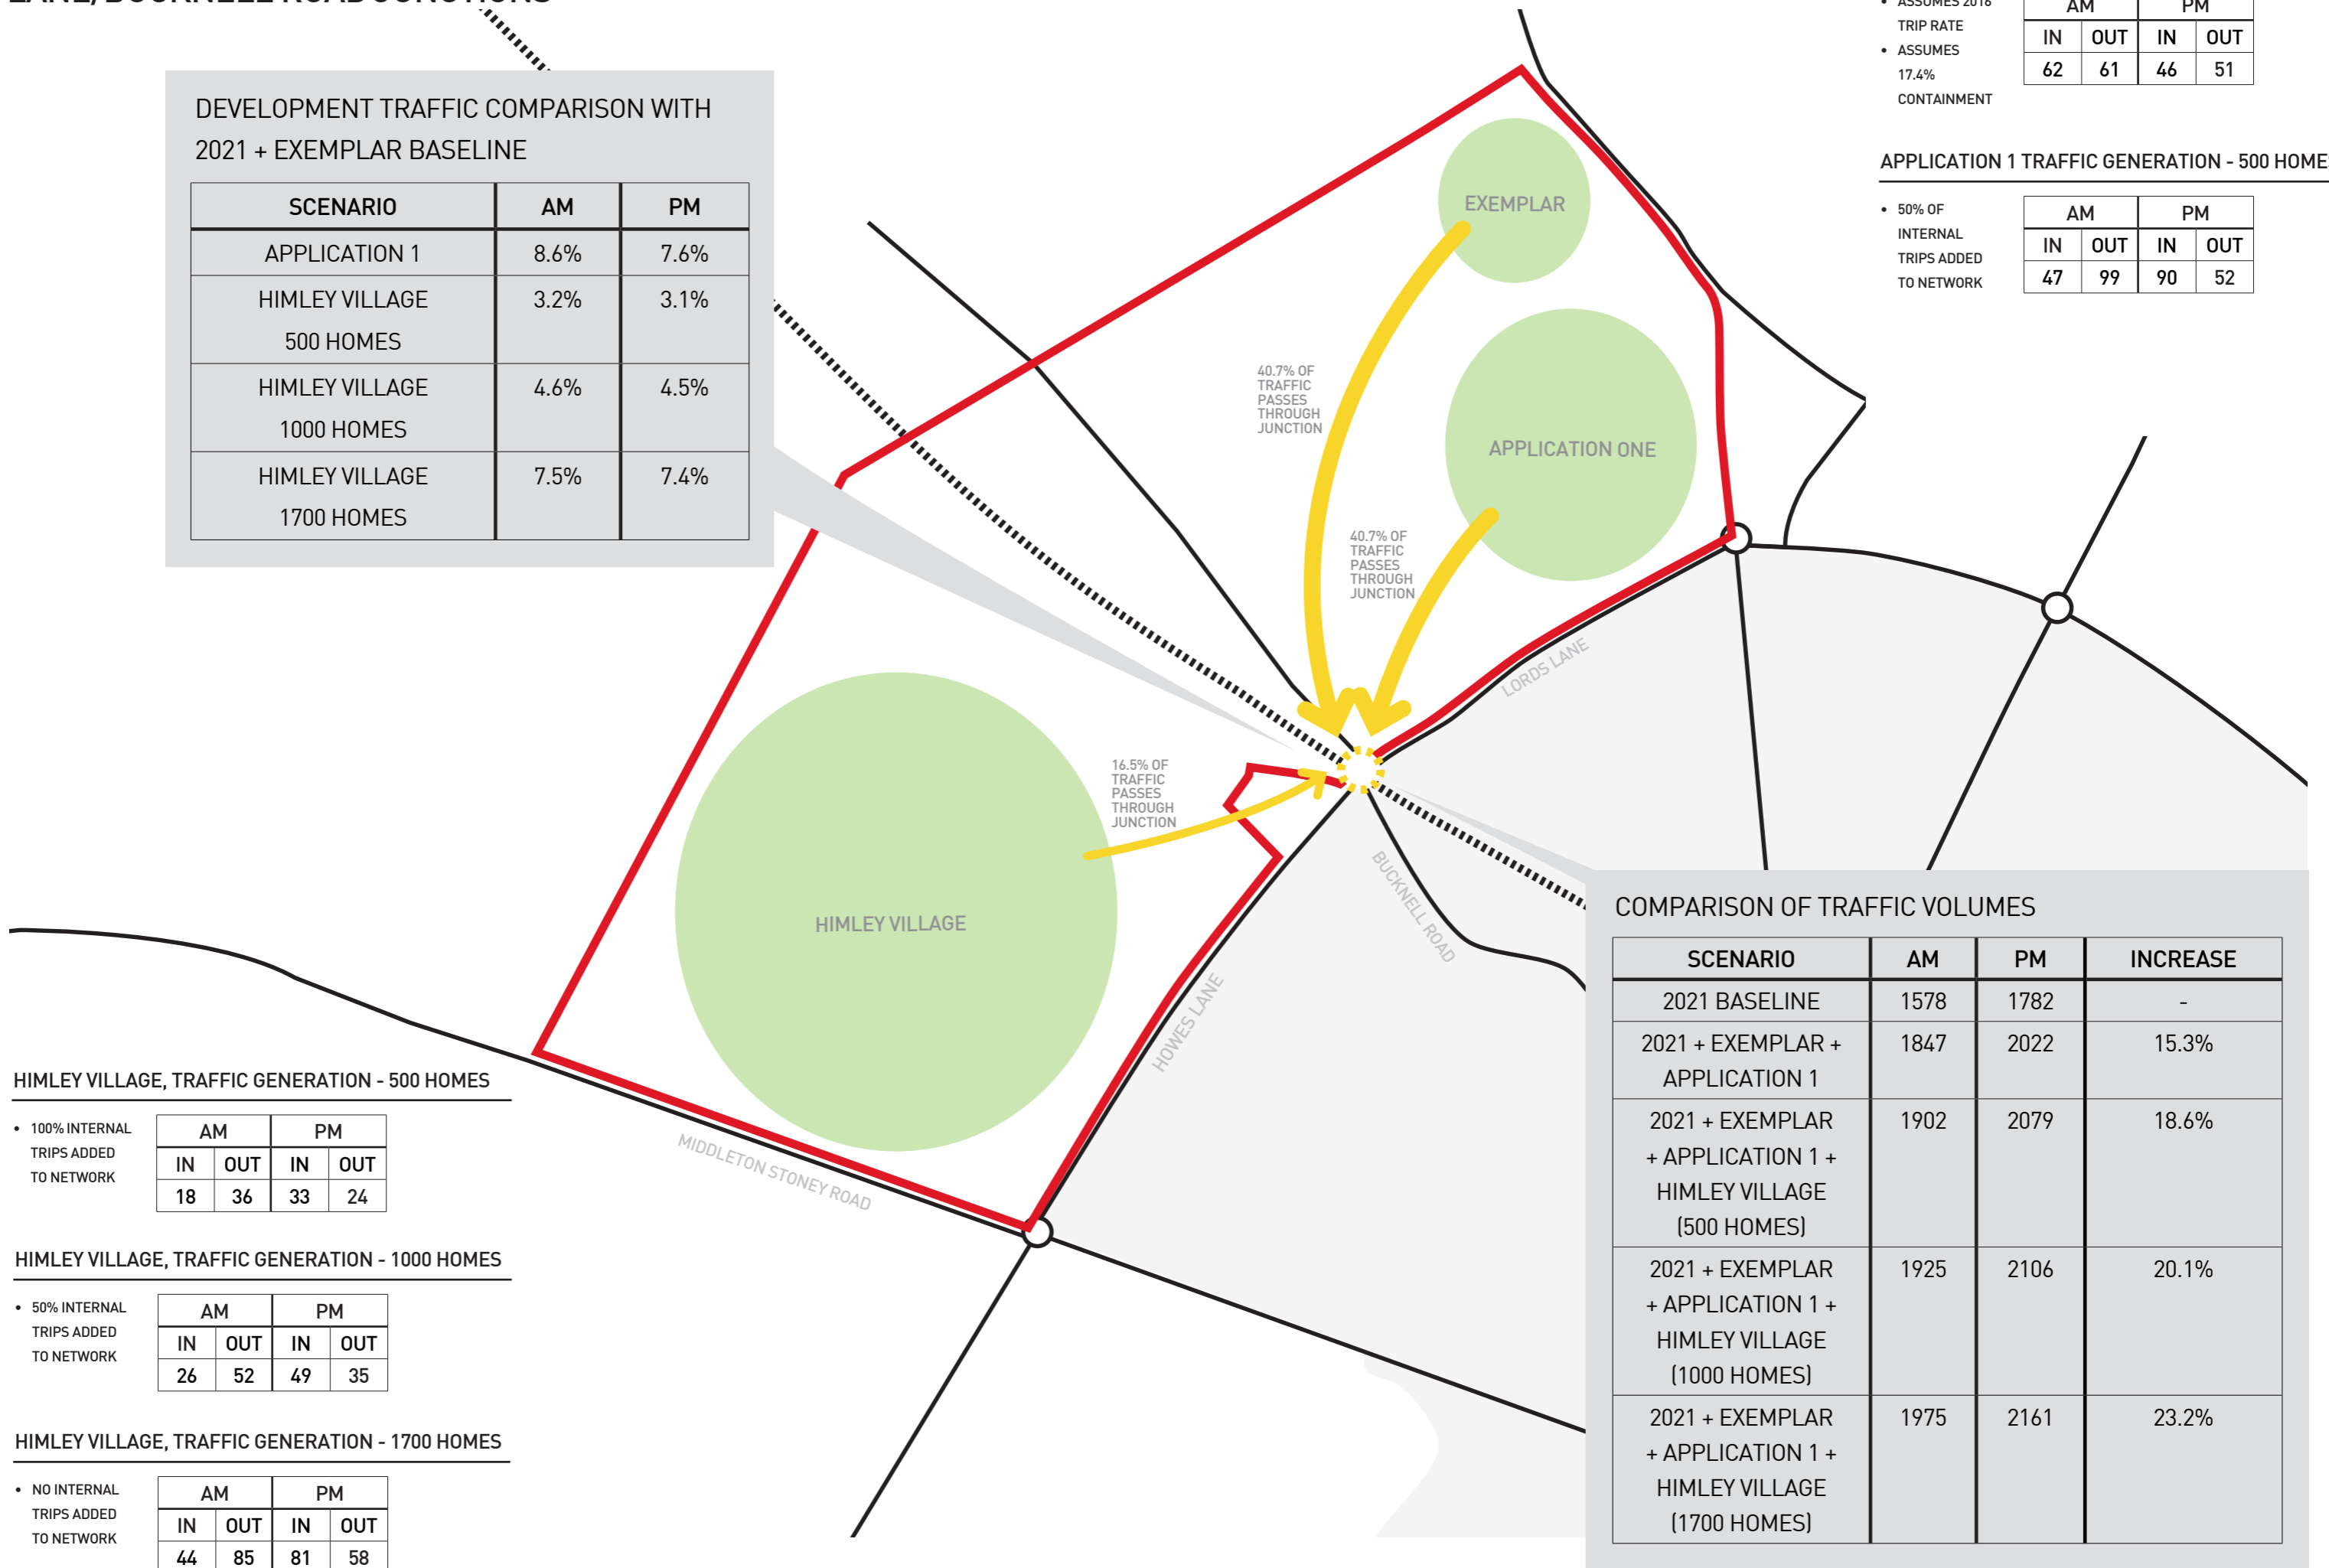 LANE/BUCKNELL ROAD JUNCTIONS
DEVELOPMENT TRAFFIC COMPARISON WITH
2021 + EXEMPLAR BASELINE
SCENARIO AM PM
APPLICATION 1 8.6% 7.6%
HIMLEY VILLAGE 3.2% 3.1%
500 HOMES
HIMLEY VILLAGE 4.6% 4.5%
1000 HOMES
HIMLEY VILLAGE 7.5% 7.4%
1700 HOMES
• ASSUMES 2016
TRIP RATE
• ASSUMES
17.4%
CONTAINMENT
AM PM
IN OUT IN OUT
62 61 46 51
APPLICATION 1 TRAFFIC GENERATION - 500 HOMES
• 50% OF
INTERNAL
TRIPS ADDED
TO NETWORK
AM PM
IN OUT IN OUT
47 99 90 52
EXEMPLAR
40.7% OF
TRAFFIC
PASSES
THROUGH
JUNCTION
APPLICATION ONE
40.7% OF
TRAFFIC
PASSES
THROUGH
JUNCTION
LORDS LANE
16.5% OF
TRAFFIC
PASSES
THROUGH
JUNCTION
HIMLEY VILLAGE
BUCKNELL ROAD
HOWES LANE
MIDDLETON STONEY ROAD
HIMLEY VILLAGE, TRAFFIC GENERATION - 500 HOMES
• 100% INTERNAL
TRIPS ADDED
TO NETWORK
AM PM
IN OUT IN OUT
18 36 33 24
HIMLEY VILLAGE, TRAFFIC GENERATION - 1000 HOMES
• 50% INTERNAL
TRIPS ADDED
TO NETWORK
AM PM
IN OUT IN OUT
26 52 49 35
HIMLEY VILLAGE, TRAFFIC GENERATION - 1700 HOMES
• NO INTERNAL
TRIPS ADDED
TO NETWORK
AM PM
IN OUT IN OUT
44 85 81 58
COMPARISON OF TRAFFIC VOLUMES
SCENARIO AM PM INCREASE
2021 BASELINE 1578 1782 -
2021 + EXEMPLAR + 1847 2022 15.3%
APPLICATION 1
2021 + EXEMPLAR 1902 2079 18.6%
+ APPLICATION 1 +
HIMLEY VILLAGE
(500 HOMES)
2021 + EXEMPLAR 1925 2106 20.1%
+ APPLICATION 1 +
HIMLEY VILLAGE
(1000 HOMES)
2021 + EXEMPLAR 1975 2161 23.2%
+ APPLICATION 1 +
HIMLEY VILLAGE
(1700 HOMES)